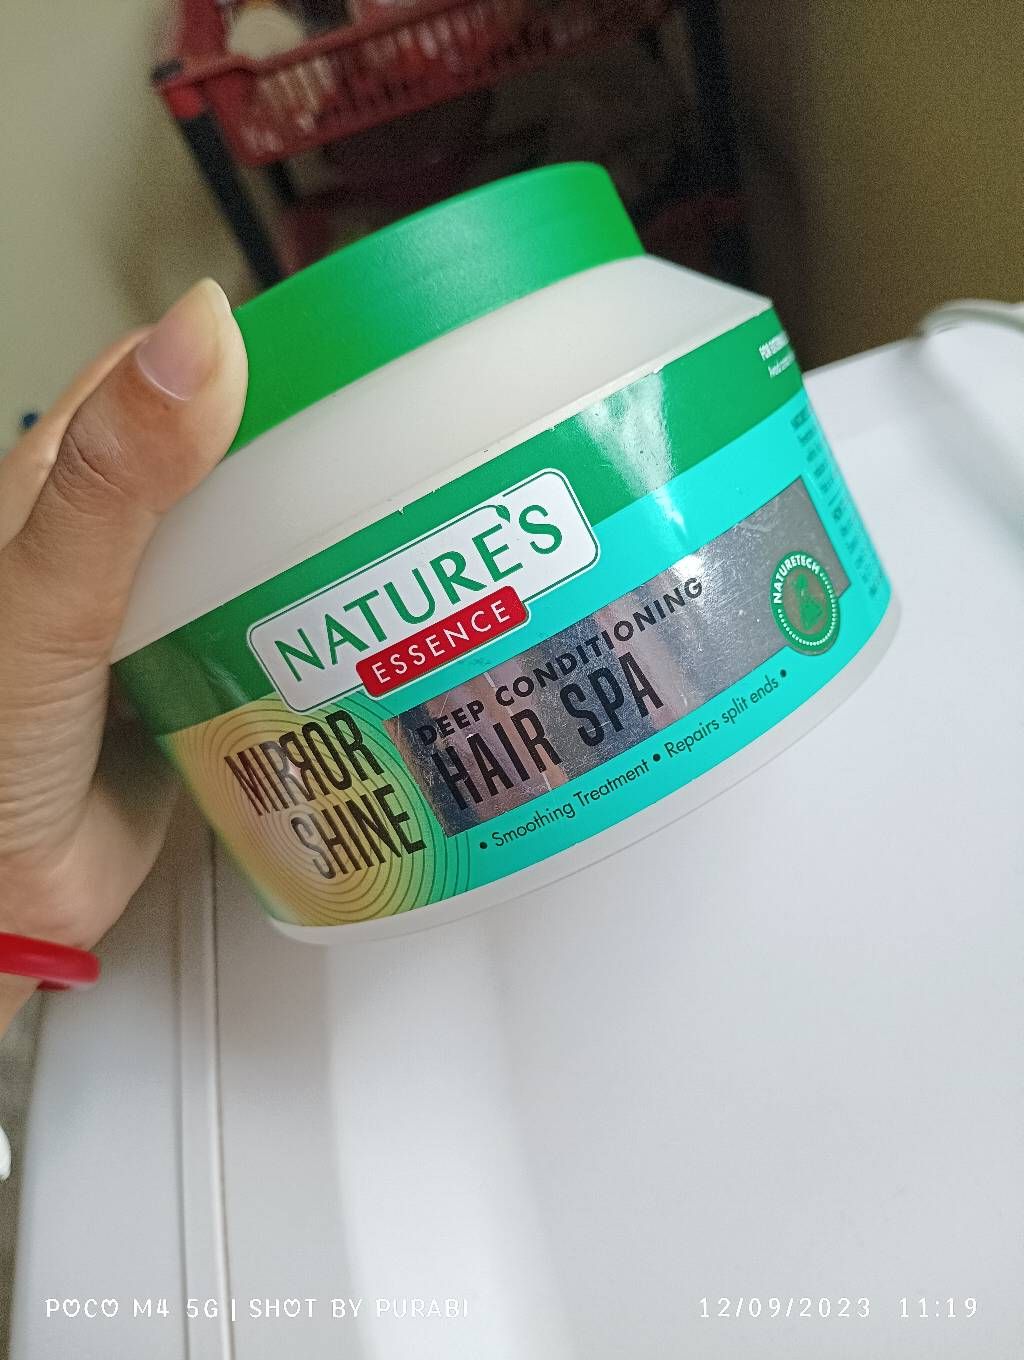 NATURE'S
ESSENCE
MIRROR
SHINE
DEEP CONDITIONING
HAIR SPA
• Smoothing Treatment • Repairs split ends •
NATURETECH
POCO M4 5G | SHOT BY PURABI
12/09/2023 11:19